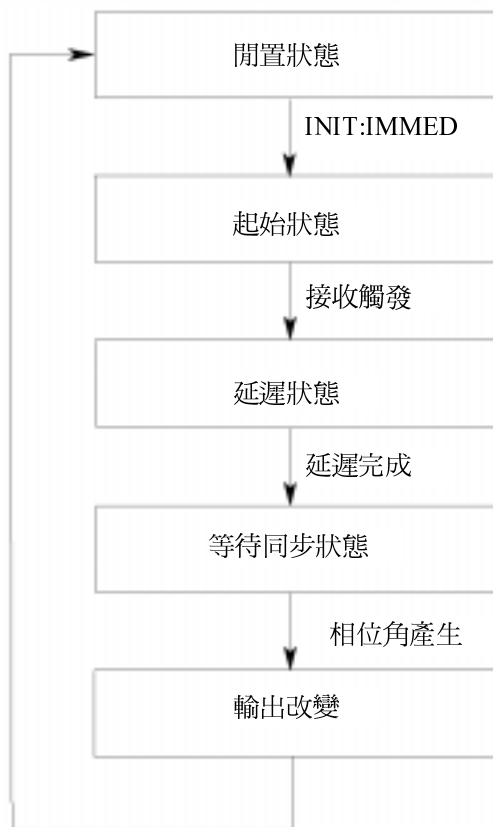 閒置狀態
INIT:IMMED
起始狀態
接收觸發
延遲狀態
延遲完成
等待同步狀態
相位角產生
輸出改變